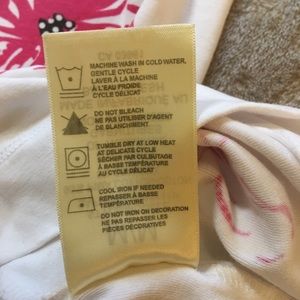 MACHINE WASH IN COLD WATER,
GENTLE CYCLE
LAVER À LA MACHINE
À L'EAU FROIDE
CYCLE DÉLICAT
DO NOT BLEACH
NE PAS UTILISER D'AGENT
DE BLANCHIMENT
TUMBLE DRY AT LOW HEAT
AT DELICATE CYCLE
SÉCHER PAR CULBUTAGE
À BASSE TEMPÉRATURE
AU CYCLE DÉLICAT
COOL IRON IF NEEDED
REPASSER À BASSE
TEMPÉRATURE
DO NOT IRON ON DECORATION
NE PAS REPASSER LES
PIÈCES DÉCORATIVES